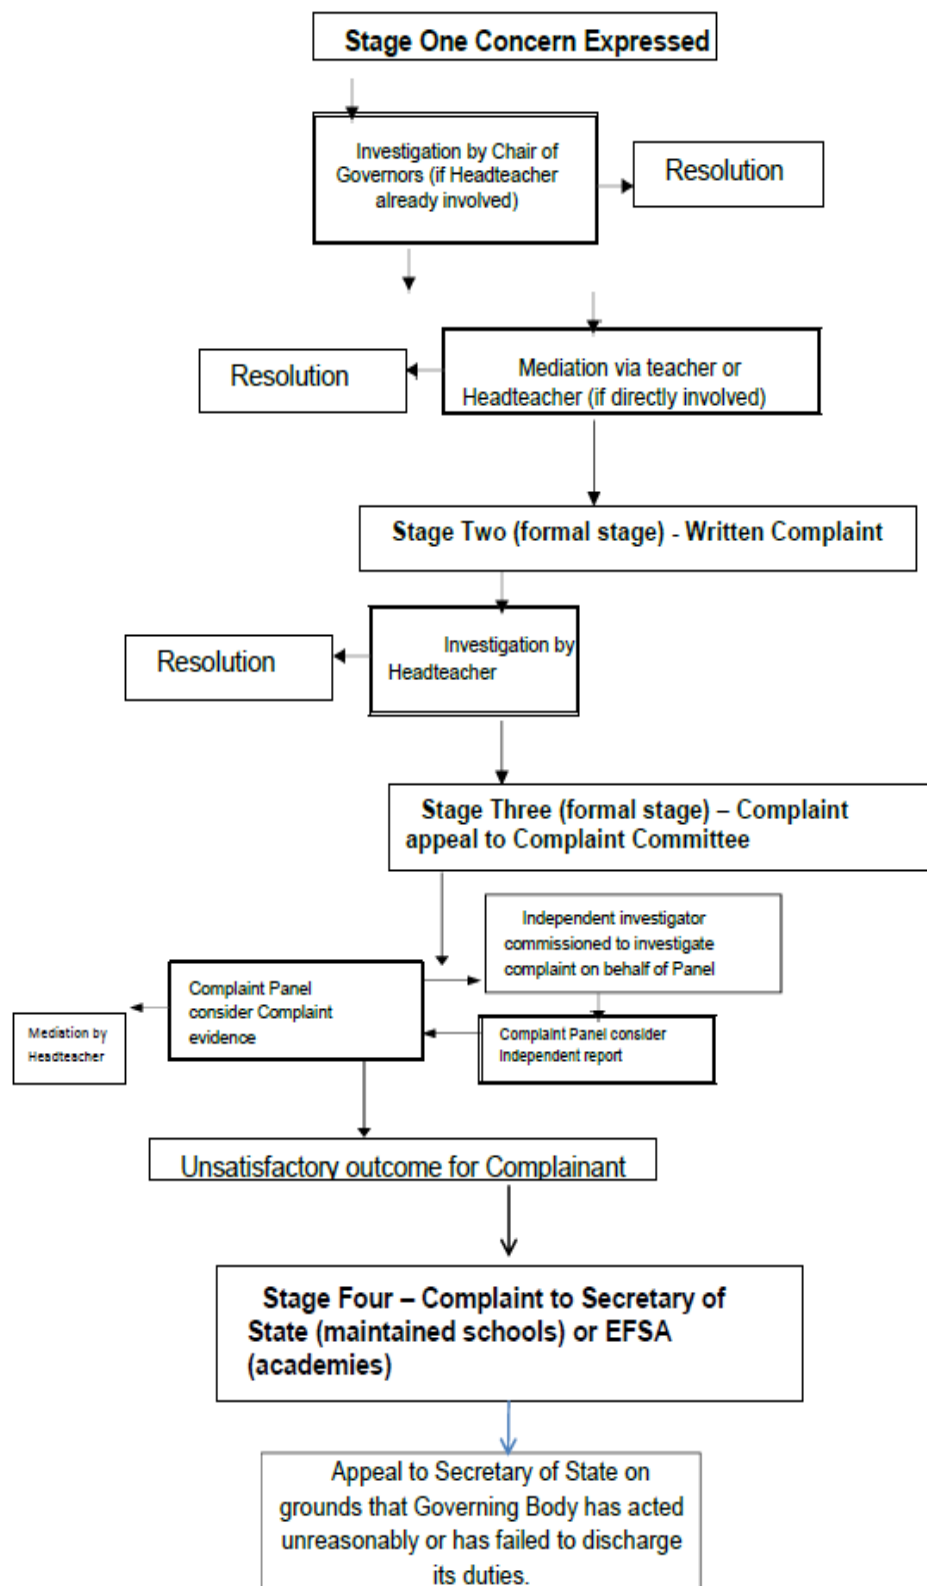 Stage One Concern Expressed
Investigation by Chair of
Governors (if Headteacher
already involved)
Resolution
Resolution
Mediation via teacher or
Headteacher (if directly involved)
Stage Two (formal stage) - Written Complaint
Resolution
Investigation by
Headteacher
Stage Three (formal stage) – Complaint
appeal to Complaint Committee
Independent investigator
commissioned to investigate
complaint on behalf of Panel
Complaint Panel
consider Complaint
evidence
Mediation by
Headteacher
Complaint Panel consider
Independent report
Unsatisfactory outcome for Complainant
Stage Four – Complaint to Secretary of
State (maintained schools) or EFSA
(academies)
Appeal to Secretary of State on
grounds that Governing Body has acted
unreasonably or has failed to discharge
its duties.